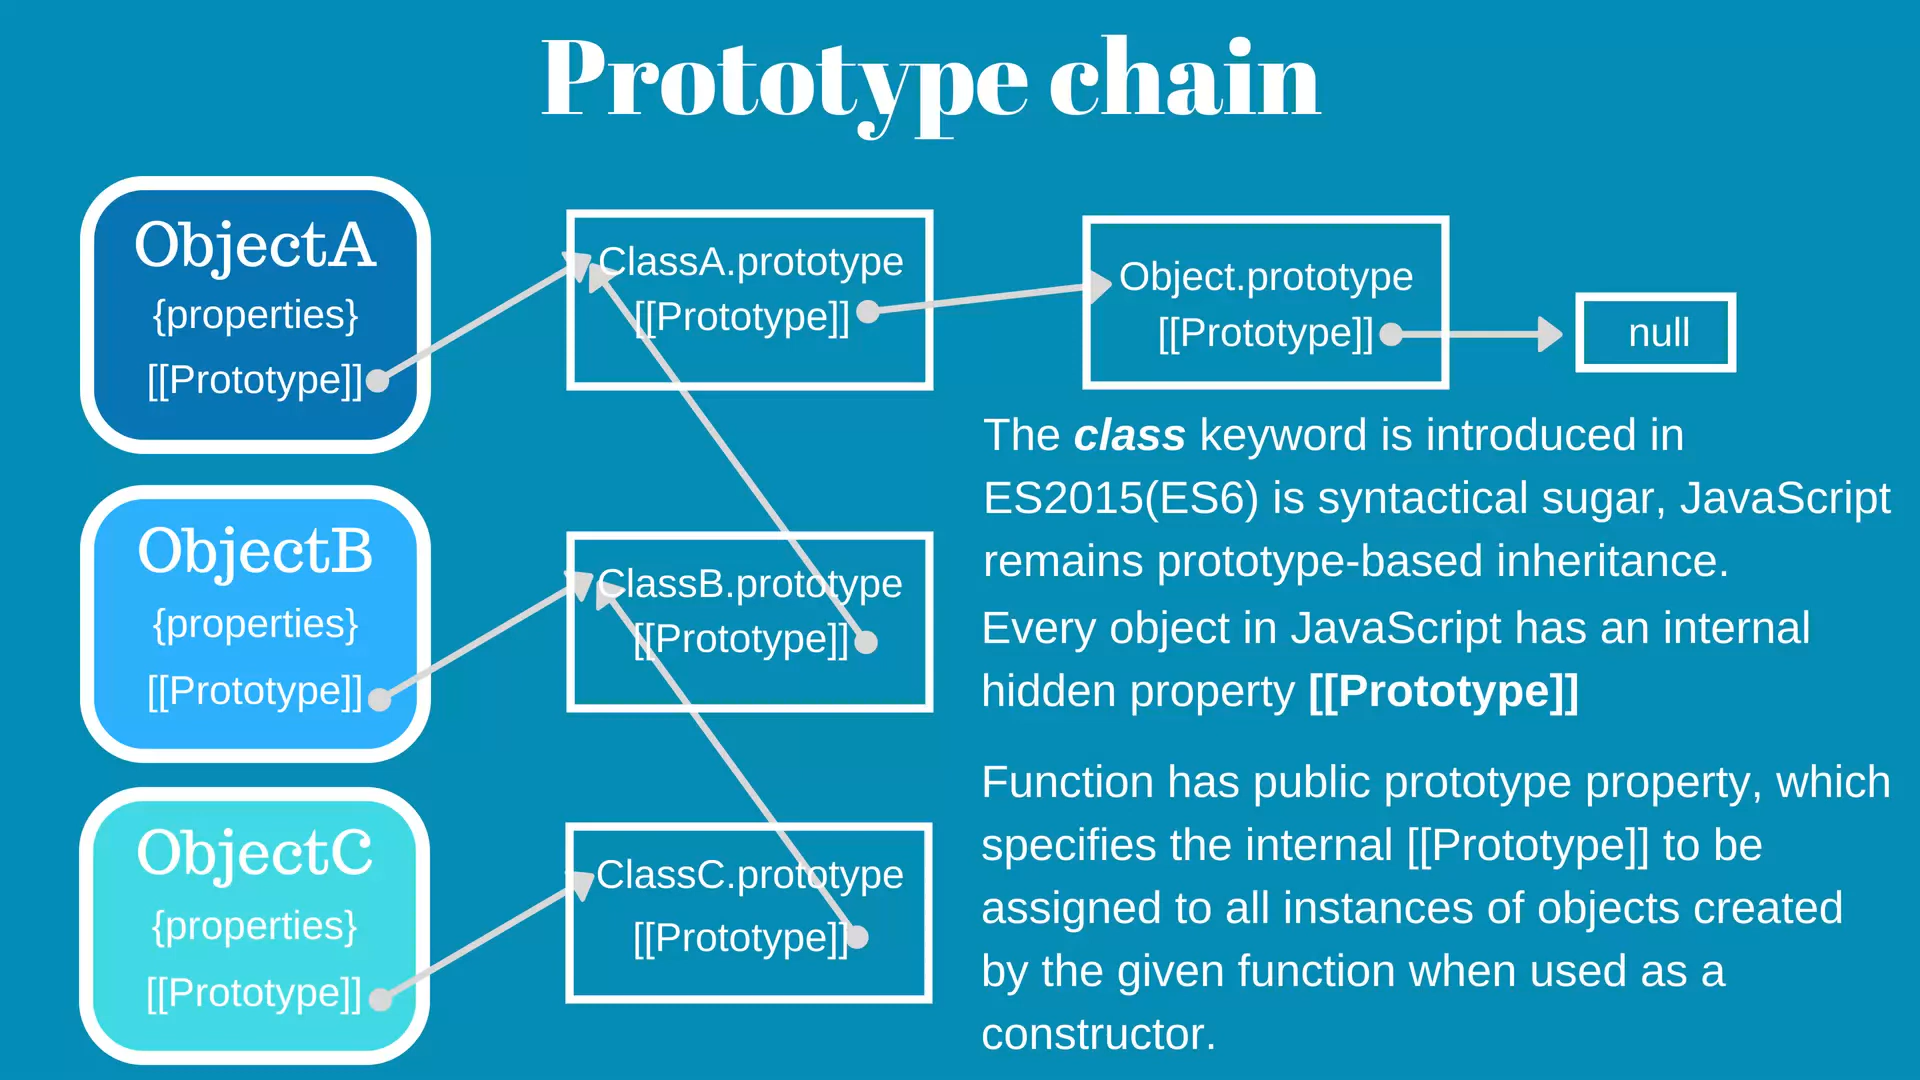 Prototype chain
ObjectA
{properties}
[[Prototype]]
ClassA.prototype
[[Prototype]]
Object.prototype
[[Prototype]]
null
ObjectB
{properties}
[[Prototype]]
ClassB.prototype
[[Prototype]]
ObjectC
{properties}
[[Prototype]]
ClassC.prototype
[[Prototype]]
The class keyword is introduced in
ES2015(ES6) is syntactical sugar, JavaScript
remains prototype-based inheritance.
Every object in JavaScript has an internal
hidden property [[Prototype]]
Function has public prototype property, which
specifies the internal [[Prototype]] to be
assigned to all instances of objects created
by the given function when used as a
constructor.